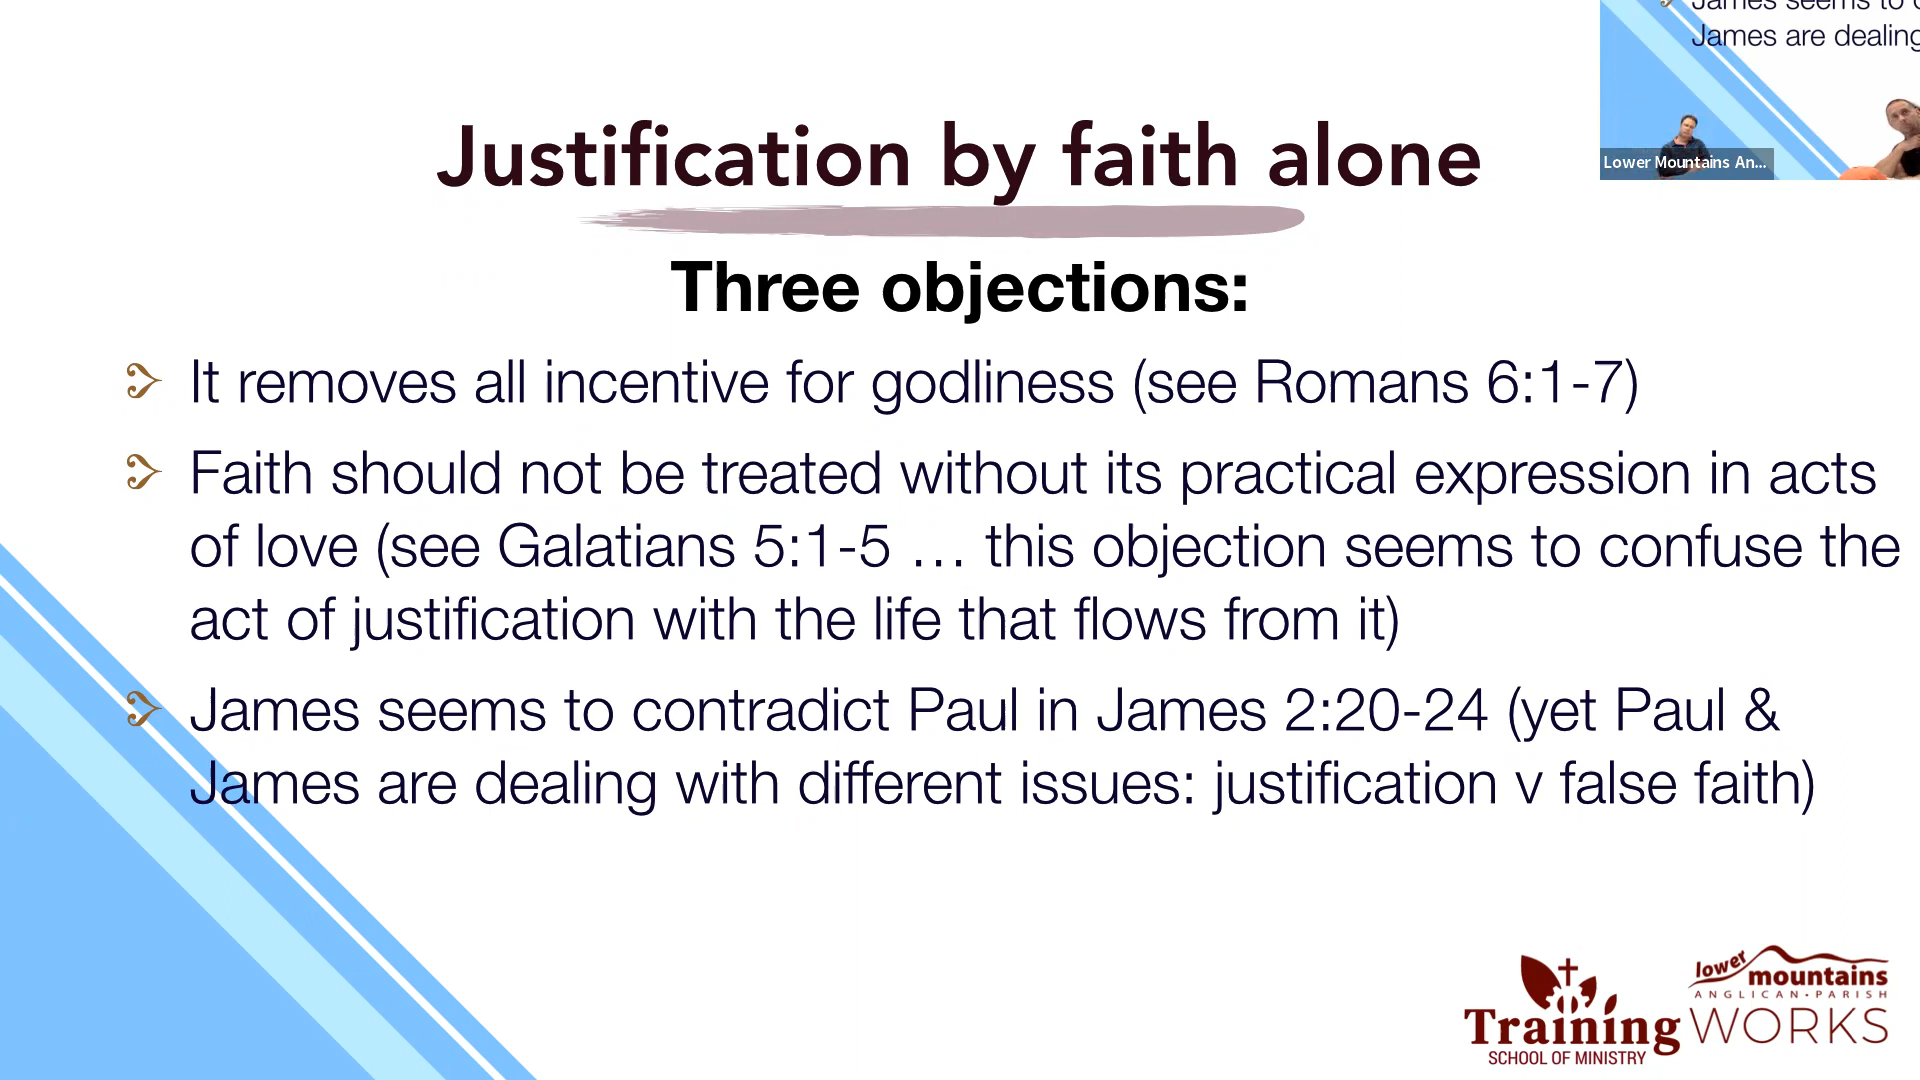 James seems to
James are dealing
Lower Mountains An...
Justification by faith alone
Three objections:
It removes all incentive for godliness (see Romans 6:1-7)
Faith should not be treated without its practical expression in acts
of love (see Galatians 5:1-5 … this objection seems to confuse the
act of justification with the life that flows from it)
James seems to contradict Paul in James 2:20-24 (yet Paul &
James are dealing with different issues: justification v false faith)
Training
SCHOOL OF MINISTRY
lower mountains
ANGLICAN • PARISH
WORKS